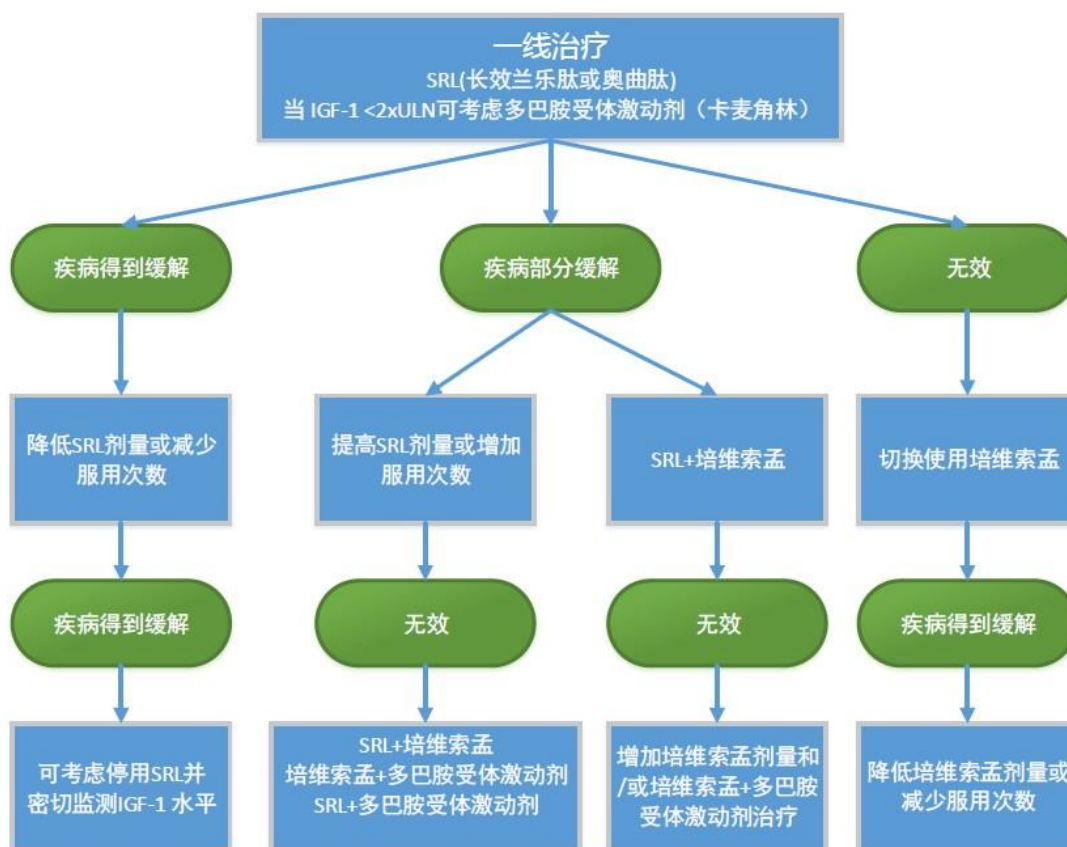 一线治疗
SRL(长效兰乐肽或奥曲肽)
当 IGF-1 <2xULN可考虑多巴胺受体激动剂（卡麦角林）
疾病得到缓解
疾病部分缓解
无效
降低SRL剂量或减少
服用次数
提高SRL剂量或增加
服用次数
SRL+培维索孟
切换使用培维索孟
疾病得到缓解
无效
无效
疾病得到缓解
可考虑停用SRL并
密切监测IGF-1 水平
SRL+培维索孟
培维索孟+多巴胺受体激动剂
SRL+多巴胺受体激动剂
增加培维索孟剂量和
/或培维索孟+多巴胺
受体激动剂治疗
降低培维索孟剂量或
减少服用次数